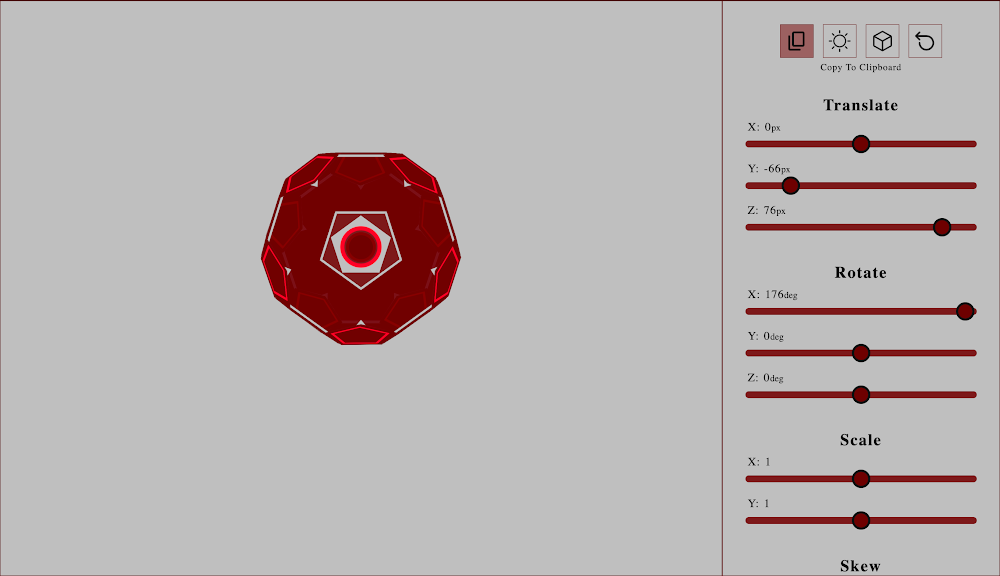 Copy To Clipboard
Translate
X: 0px
Y: -66px
Z: 76px
Rotate
X: 176deg
Y: 0deg
Z: 0deg
Scale
X: 1
Y: 1
Skew